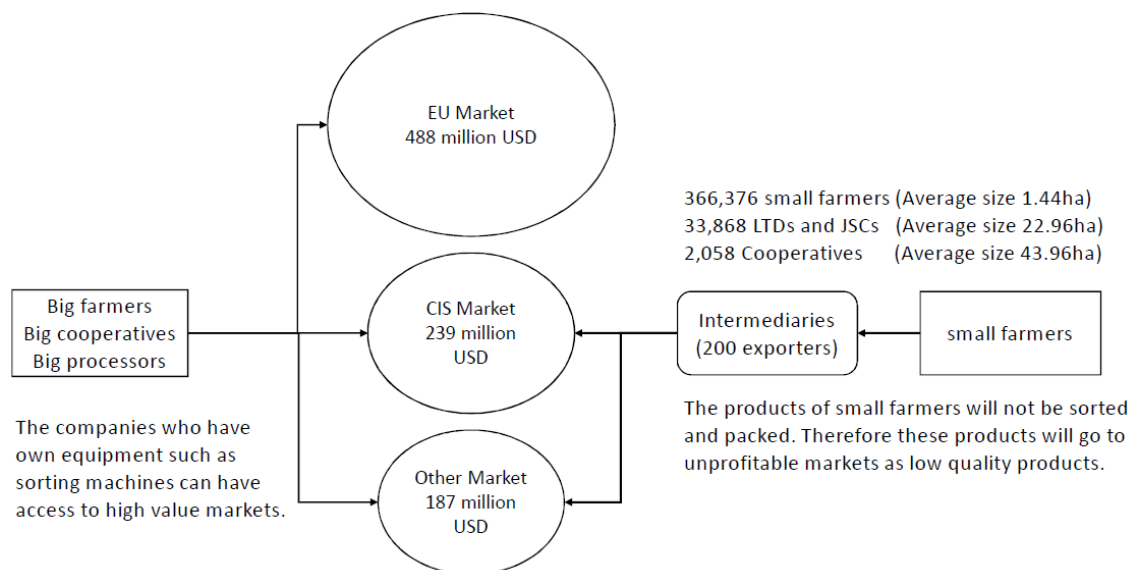 EU Market
488 million USD
366,376 small farmers (Average size 1.44ha)
33,868 LTDs and JSCs (Average size 22.96ha)
2,058 Cooperatives (Average size 43.96ha)
Big farmers
Big cooperatives
Big processors
CIS Market
239 million
USD
Intermediaries
(200 exporters)
small farmers
The companies who have
own equipment such as
sorting machines can have
access to high value markets.
The products of small farmers will not be sorted
and packed. Therefore these products will go to
unprofitable markets as low quality products.
Other Market
187 million
USD